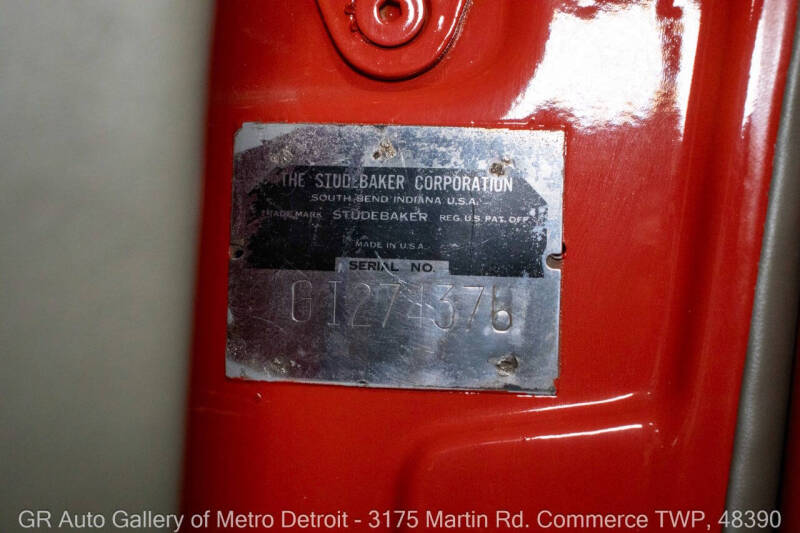 THE STUDEBAKER CORPORATION
SOUTH BEND INDIANA U.S.A.
TRADE MARK STUDEBAKER REG. U.S. PAT. OFF.
MADE IN U.S.A.
SERIAL NO.
G1274376
GR Auto Gallery of Metro Detroit - 3175 Martin Rd. Commerce TWP, 48390